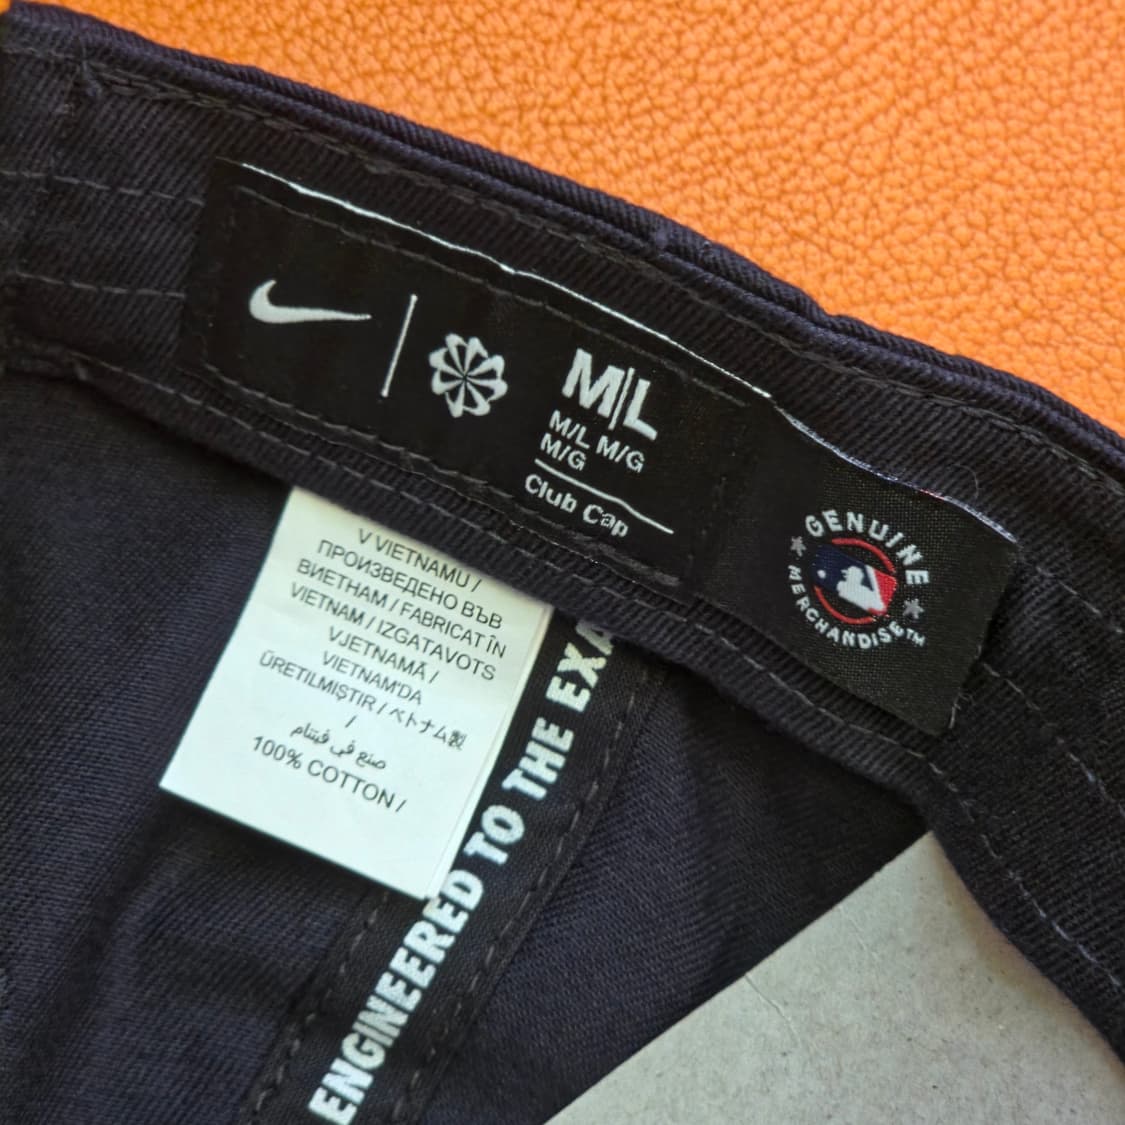 M|L
M/L M/G
M/G
Club Cap
GENUINE
MERCHANDISE™
V VIETNAMU /
ПРОИЗВЕДЕНО ВЪВ
ВИЕТНАМ / FABRICAT ÎN
VIETNAM / IZGATAVOTS
VJETNAMĀ /
VIETNAM'DA
ÜRETILMIŞTIR / ベトナム製
/
صنع في فيتنام
100% COTTON /
ENGINEERED TO THE EXA